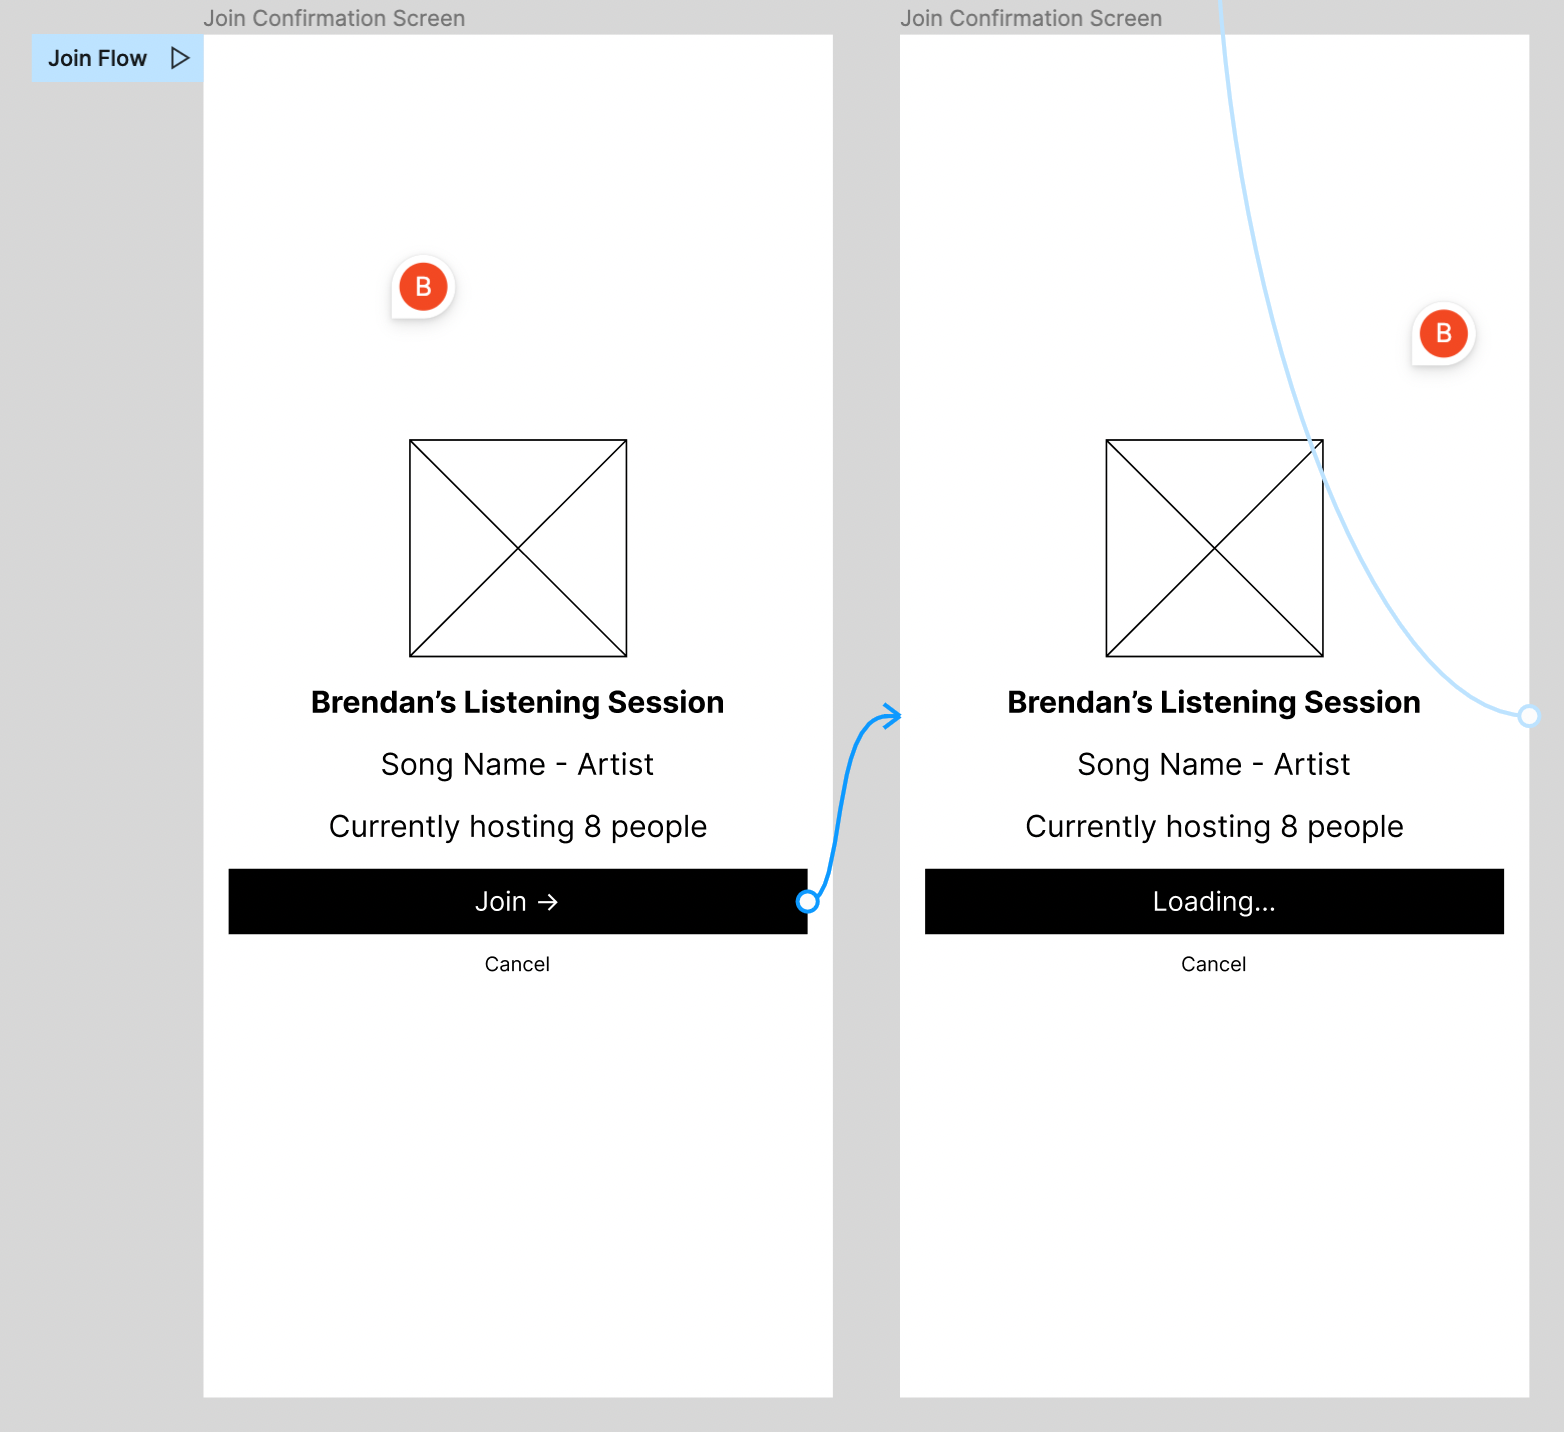 Join Confirmation Screen
Join Confirmation Screen
Join Flow
B
B
Brendan’s Listening Session
Song Name - Artist
Currently hosting 8 people
Join →
Cancel
Brendan’s Listening Session
Song Name - Artist
Currently hosting 8 people
Loading...
Cancel